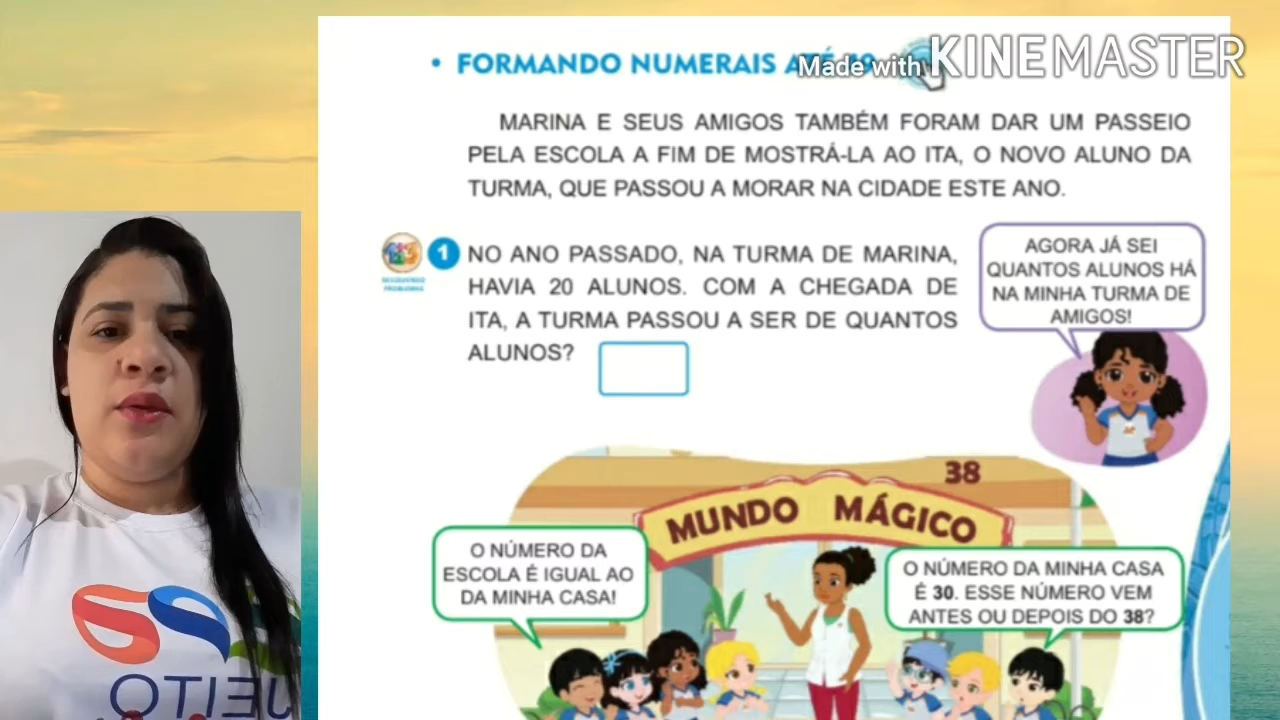 • FORMANDO NUMERAIS ATÉ
Made with KINEMASTER
MARINA E SEUS AMIGOS TAMBÉM FORAM DAR UM PASSEIO
PELA ESCOLA A FIM DE MOSTRÁ-LA AO ITA, O NOVO ALUNO DA
TURMA, QUE PASSOU A MORAR NA CIDADE ESTE ANO.
1 NO ANO PASSADO, NA TURMA DE MARINA,
HAVIA 20 ALUNOS. COM A CHEGADA DE
ITA, A TURMA PASSOU A SER DE QUANTOS
ALUNOS?
AGORA JÁ SEI
QUANTOS ALUNOS HÁ
NA MINHA TURMA DE
AMIGOS!
38
MUNDO MÁGICO
O NÚMERO DA
ESCOLA É IGUAL AO
DA MINHA CASA!
O NÚMERO DA MINHA CASA
É 30. ESSE NÚMERO VEM
ANTES OU DEPOIS DO 38?